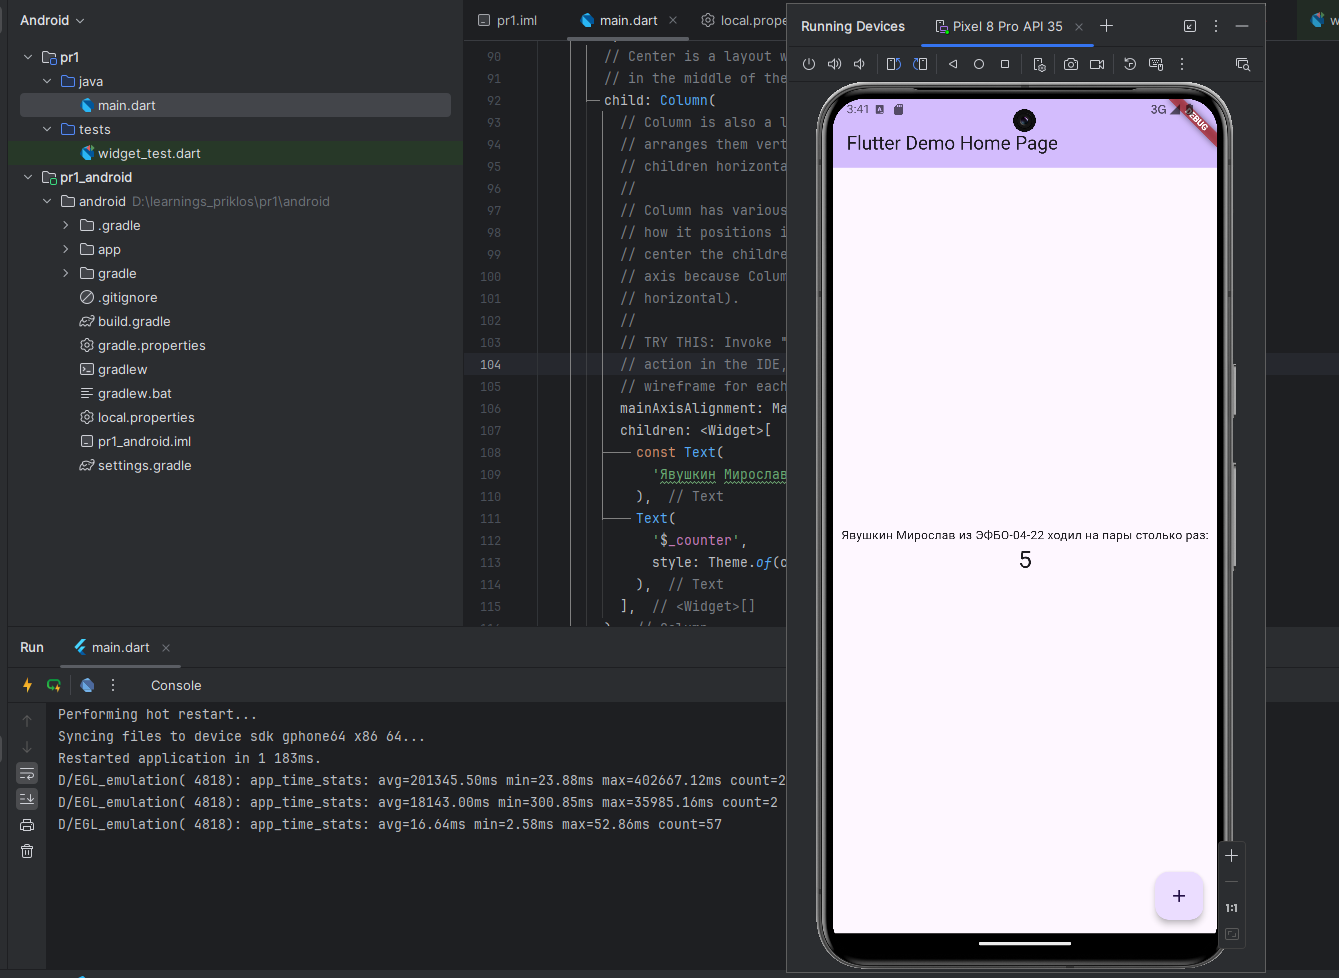 Android
pr1.iml
main.dart
local.prope
Running Devices
Pixel 8 Pro API 35
w
pr1
java
main.dart
tests
widget_test.dart
pr1_android
android D:\learnings_priklos\pr1\android
.gradle
app
gradle
.gitignore
build.gradle
gradle.properties
gradlew
gradlew.bat
local.properties
pr1_android.iml
settings.gradle
90 // Center is a layout w
91 // in the middle of the
92 child: Column(
93 // Column is also a l
94 // arranges them vert
95 // children horizonta
96 //
97 // Column has various
98 // how it positions i
99 // center the childre
100 // axis because Colum
101 // horizontal).
102 //
103 // TRY THIS: Invoke "
104 // action in the IDE,
105 // wireframe for each
106 mainAxisAlignment: Ma
107 children: <Widget>[
108 const Text(
109 'Явушкин Мирослав
110 ), // Text
111 Text(
112 '$_counter',
113 style: Theme.of(c
114 ), // Text
115 ], // <Widget>[]
3:41
3G
DEBUG
Flutter Demo Home Page
Явушкин Мирослав из ЭФБО-04-22 ходил на пары столько раз:
5
+
1:1
Run
main.dart
Console
Performing hot restart...
Syncing files to device sdk gphone64 x86 64...
Restarted application in 1 183ms.
D/EGL_emulation( 4818): app_time_stats: avg=201345.50ms min=23.88ms max=402667.12ms count=2
D/EGL_emulation( 4818): app_time_stats: avg=18143.00ms min=300.85ms max=35985.16ms count=2
D/EGL_emulation( 4818): app_time_stats: avg=16.64ms min=2.58ms max=52.86ms count=57